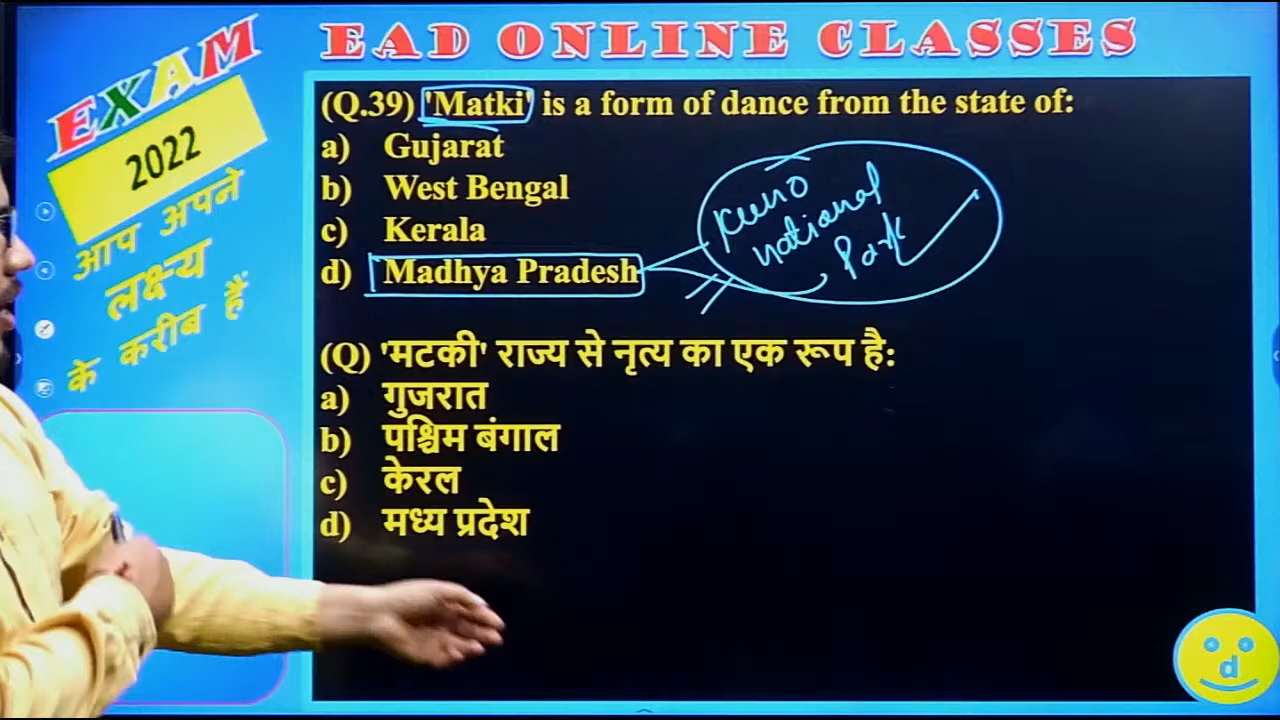 EAD ONLINE CLASSES
EXAM
2022
आप अपने
लक्ष्य
के करीब हैं
(Q.39) 'Matki' is a form of dance from the state of:
a) Gujarat
b) West Bengal
c) Kerala
d) Madhya Pradesh
Kuno
national
Park
(Q) 'मटकी' राज्य से नृत्य का एक रूप है:
a) गुजरात
b) पश्चिम बंगाल
c) केरल
d) मध्य प्रदेश
d